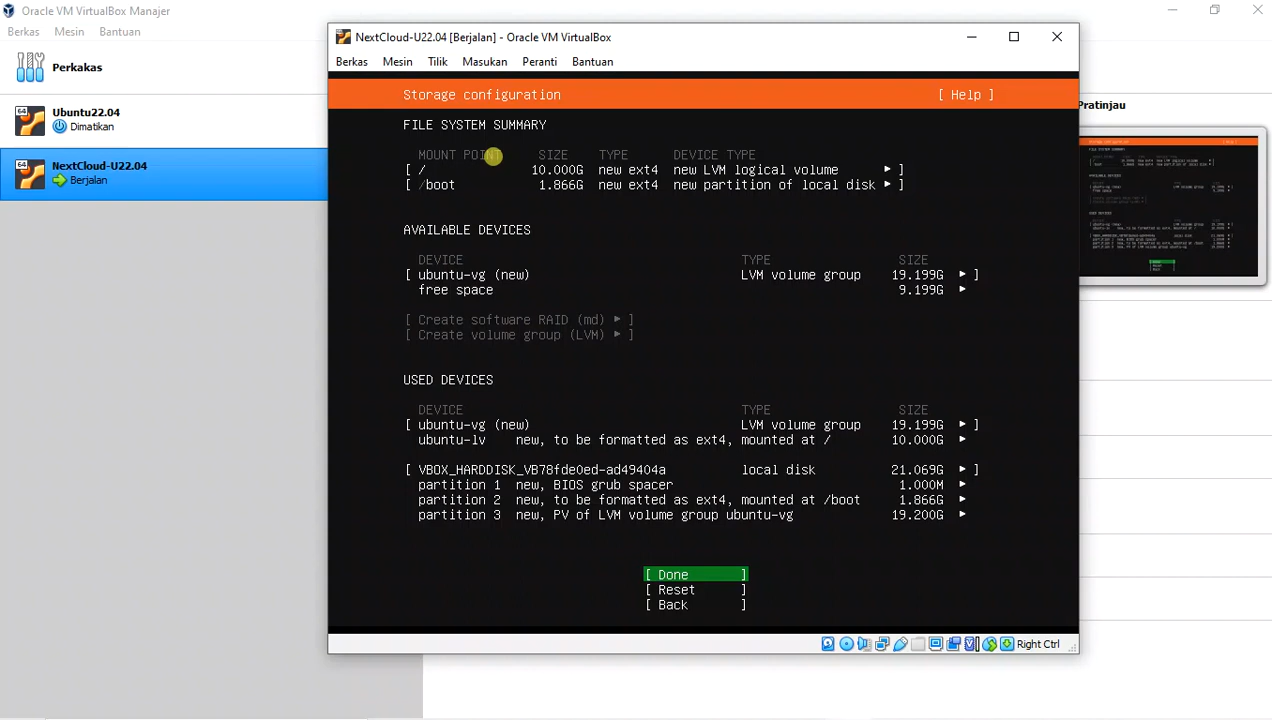 Oracle VM VirtualBox Manajer
Berkas Mesin Bantuan
Perkakas
64
Ubuntu22.04
Dimatikan
64
NextCloud-U22.04
Berjalan
NextCloud-U22.04 [Berjalan] - Oracle VM VirtualBox
Berkas Mesin Tilik Masukan Peranti Bantuan
Storage configuration [ Help ]
FILE SYSTEM SUMMARY
MOUNT POINT SIZE TYPE DEVICE TYPE
[ / 10.000G new ext4 new LVM logical volume ▸ ]
[ /boot 1.866G new ext4 new partition of local disk ▸ ]
AVAILABLE DEVICES
DEVICE TYPE SIZE
[ ubuntu-vg (new) LVM volume group 19.199G ▸ ]
free space 9.199G ▸
[ Create software RAID (md) ▸ ]
[ Create volume group (LVM) ▸ ]
USED DEVICES
DEVICE TYPE SIZE
[ ubuntu-vg (new) LVM volume group 19.199G ▸ ]
ubuntu-lv new, to be formatted as ext4, mounted at / 10.000G ▸
[ VBOX_HARDDISK_VB78fde0ed-ad49404a local disk 21.069G ▸ ]
partition 1 new, BIOS grub spacer 1.000M ▸
partition 2 new, to be formatted as ext4, mounted at /boot 1.866G ▸
partition 3 new, PV of LVM volume group ubuntu-vg 19.200G ▸
[ Done ]
[ Reset ]
[ Back ]
Right Ctrl
Pratinjau